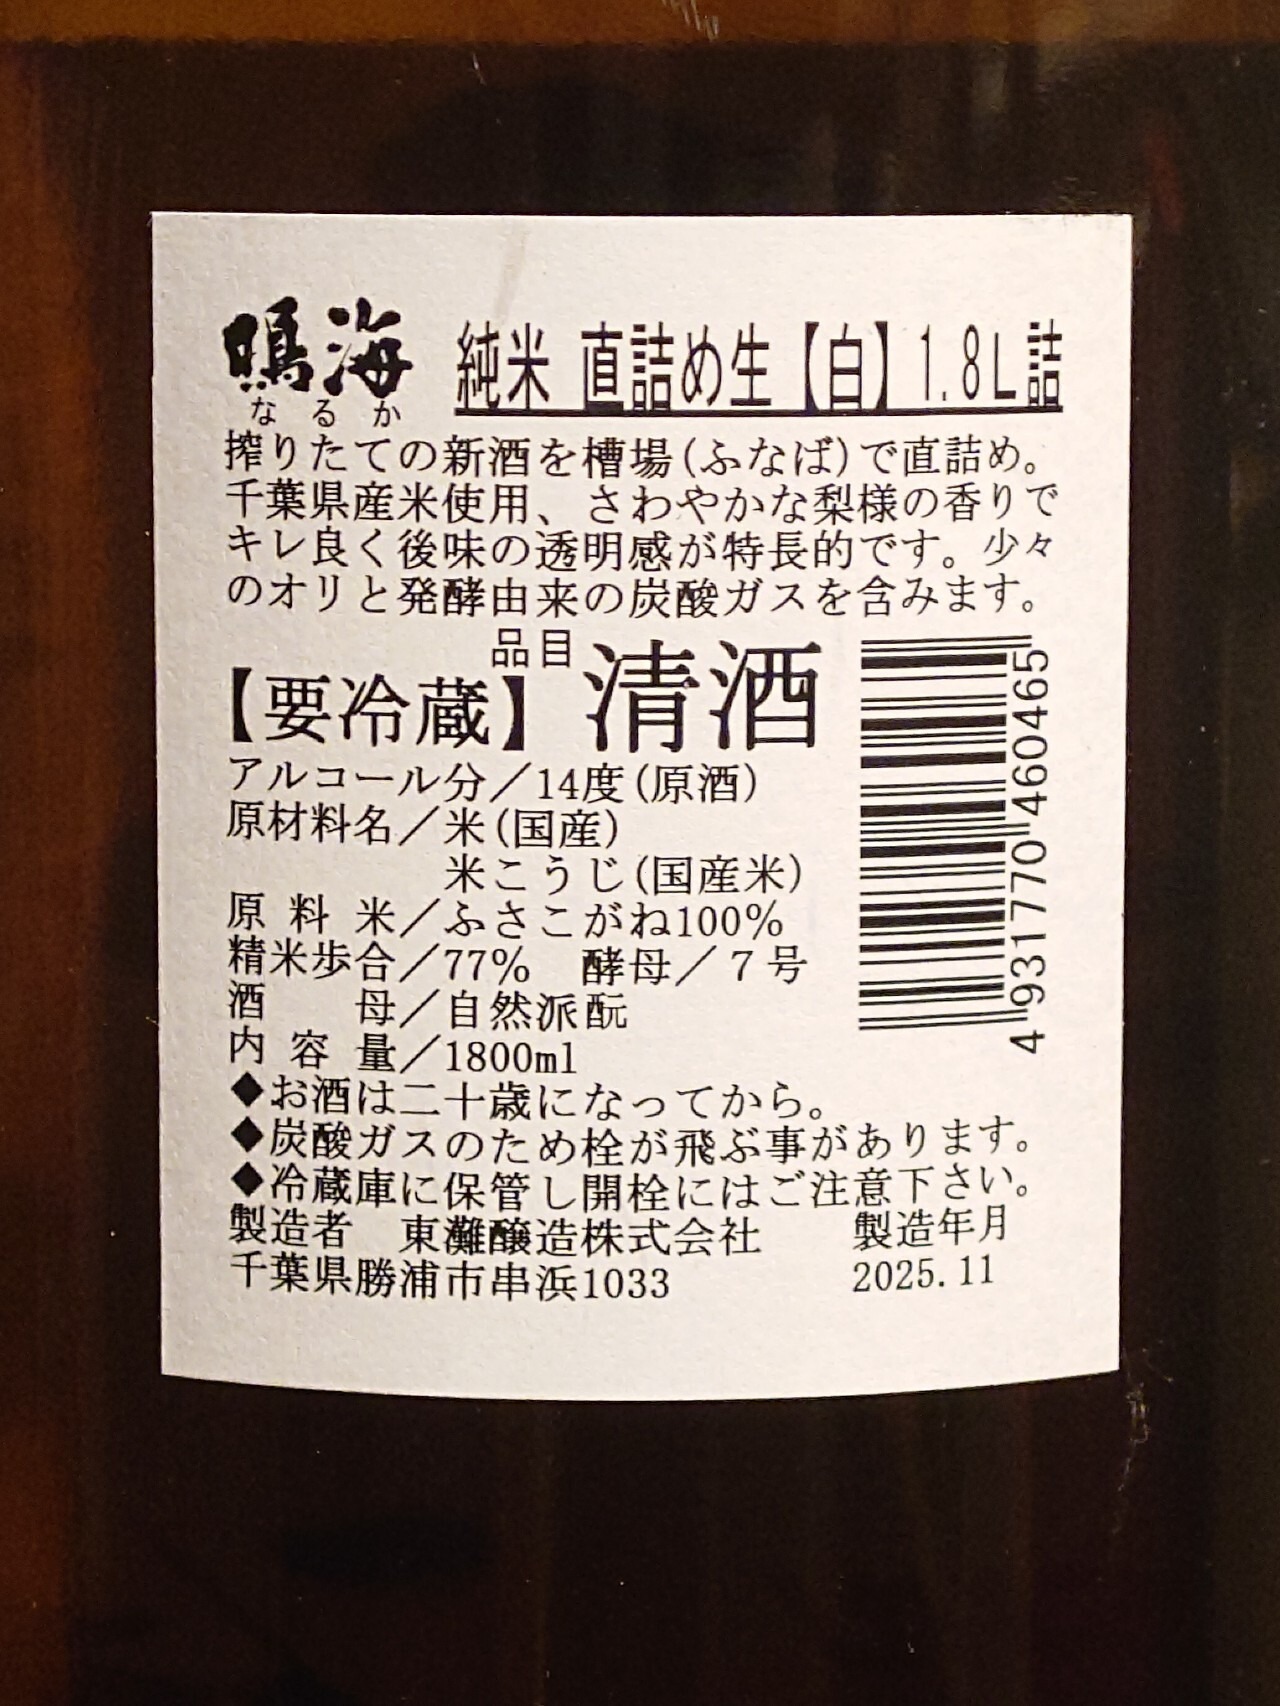 鳴海 純米 直詰め生【白】1.8L詰
なるか
搾りたての新酒を槽場(ふなば)で直詰め。
千葉県産米使用、さわやかな梨様の香りで
キレ良く後味の透明感が特長的です。少々
のオリと発酵由来の炭酸ガスを含みます。
品目
【要冷蔵】清酒
アルコール分／14度(原酒)
原材料名／米(国産)
米こうじ(国産米)
原料米／ふさこがね100%
精米歩合／77% 酵母／7号
酒母／自然派酛
内容量／1800ml
◆お酒は二十歳になってから。
◆炭酸ガスのため栓が飛ぶ事があります。
◆冷蔵庫に保管し開栓にはご注意下さい。
製造者 東灘醸造株式会社 製造年月
千葉県勝浦市串浜1033 2025.11
4931770460465